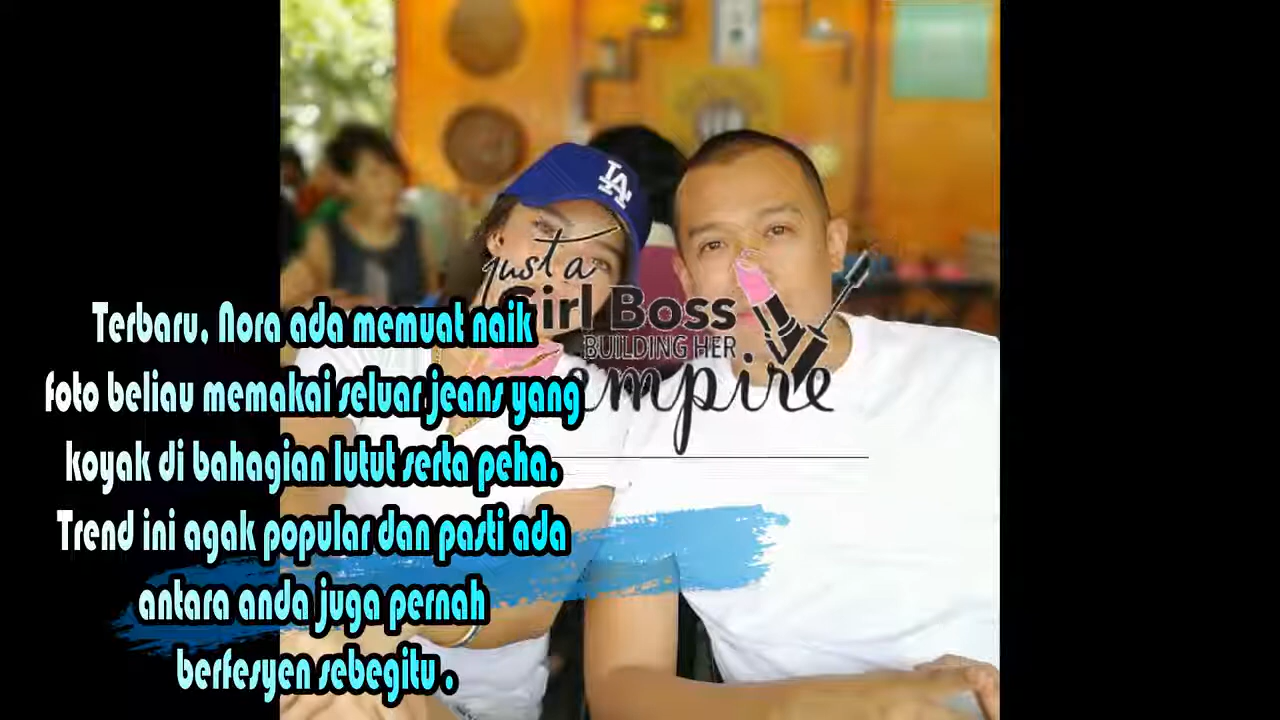 LA
just a
Girl Boss
BUILDING HER
empire
Terbaru, Nora ada memuat naik
foto beliau memakai seluar jeans yang
koyak di bahagian lutut serta peha.
Trend ini agak popular dan pasti ada
antara anda juga pernah
berfesyen sebegitu .